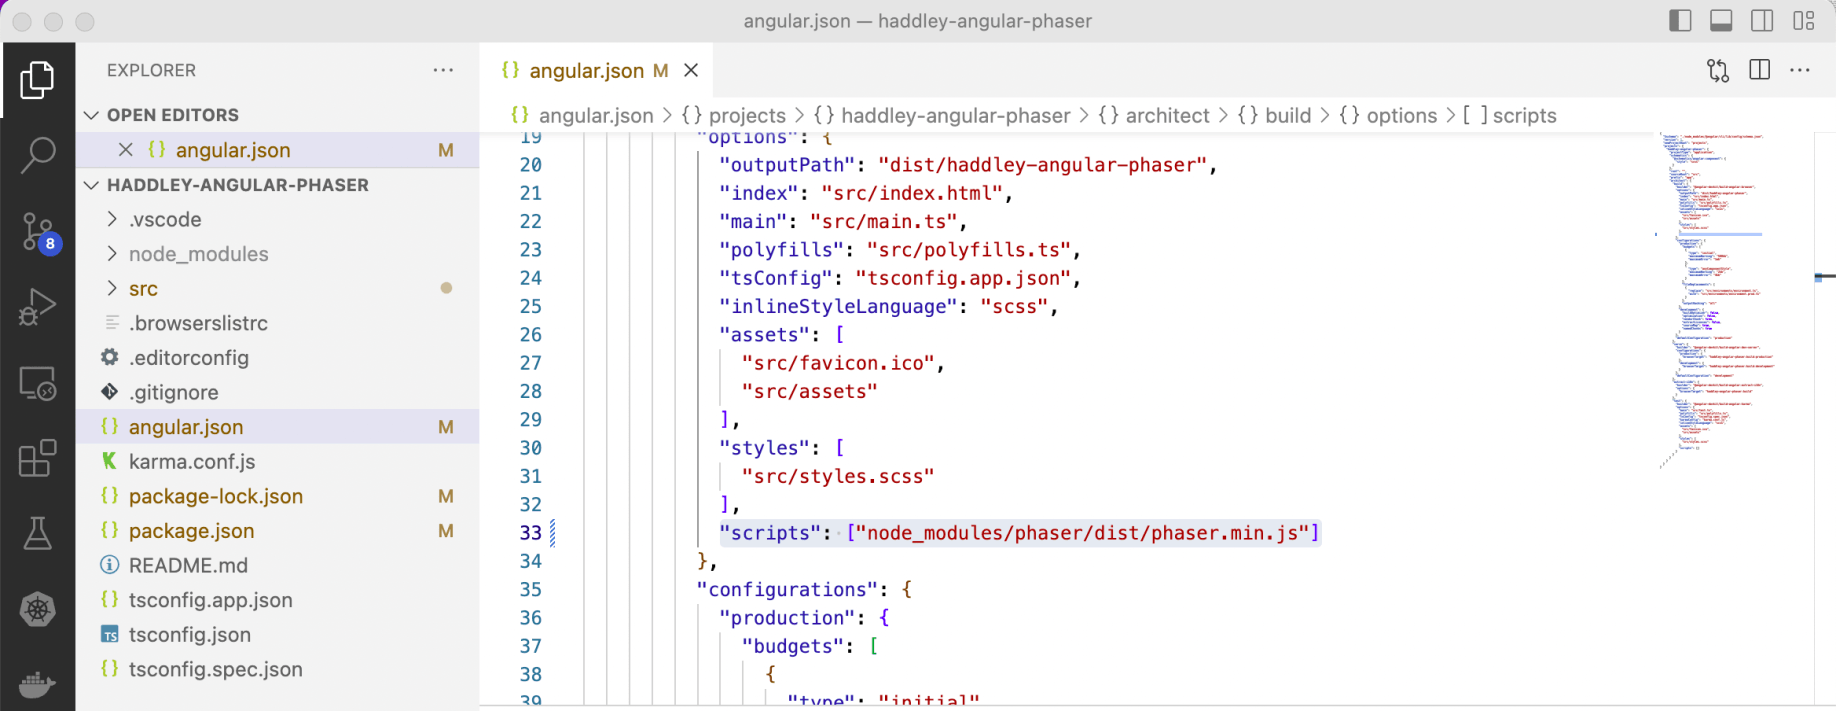 angular.json — haddley-angular-phaser
EXPLORER
OPEN EDITORS
angular.json M
HADDLEY-ANGULAR-PHASER
.vscode
node_modules
src
.browserslistrc
.editorconfig
.gitignore
angular.json M
karma.conf.js
package-lock.json M
package.json M
README.md
tsconfig.app.json
TS tsconfig.json
tsconfig.spec.json
8
{} angular.json M
{} angular.json > {} projects > {} haddley-angular-phaser > {} architect > {} build > {} options > [ ] scripts
19 "options": {
20 "outputPath": "dist/haddley-angular-phaser",
21 "index": "src/index.html",
22 "main": "src/main.ts",
23 "polyfills": "src/polyfills.ts",
24 "tsConfig": "tsconfig.app.json",
25 "inlineStyleLanguage": "scss",
26 "assets": [
27 "src/favicon.ico",
28 "src/assets"
29 ],
30 "styles": [
31 "src/styles.scss"
32 ],
33 "scripts": ["node_modules/phaser/dist/phaser.min.js"]
34 },
35 "configurations": {
36 "production": {
37 "budgets": [
38 {
39 "type": "initial"